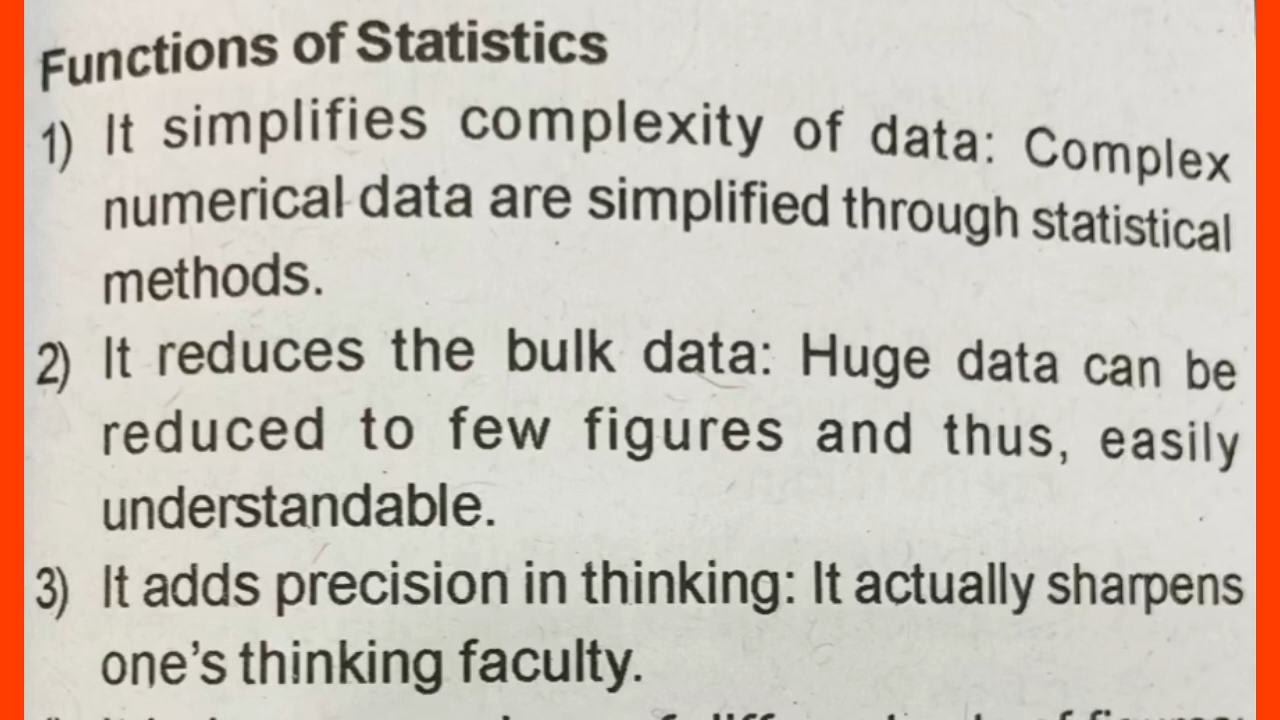 Functions of Statistics
1) It simplifies complexity of data: Complex
numerical data are simplified through statistical
methods.
2) It reduces the bulk data: Huge data can be
reduced to few figures and thus, easily
understandable.
3) It adds precision in thinking: It actually sharpens
one's thinking faculty.